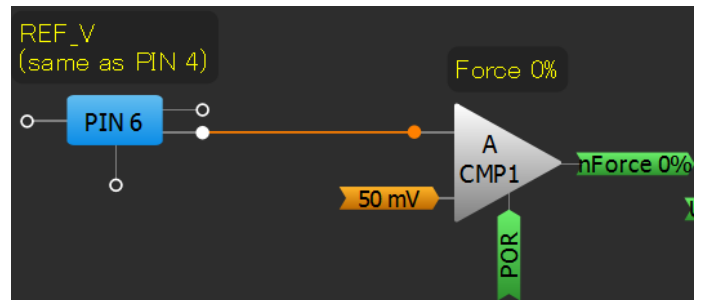 REF_V
(same as PIN 4)
Force 0%
PIN 6
A
CMP1
nForce 0%
50 mV
POR